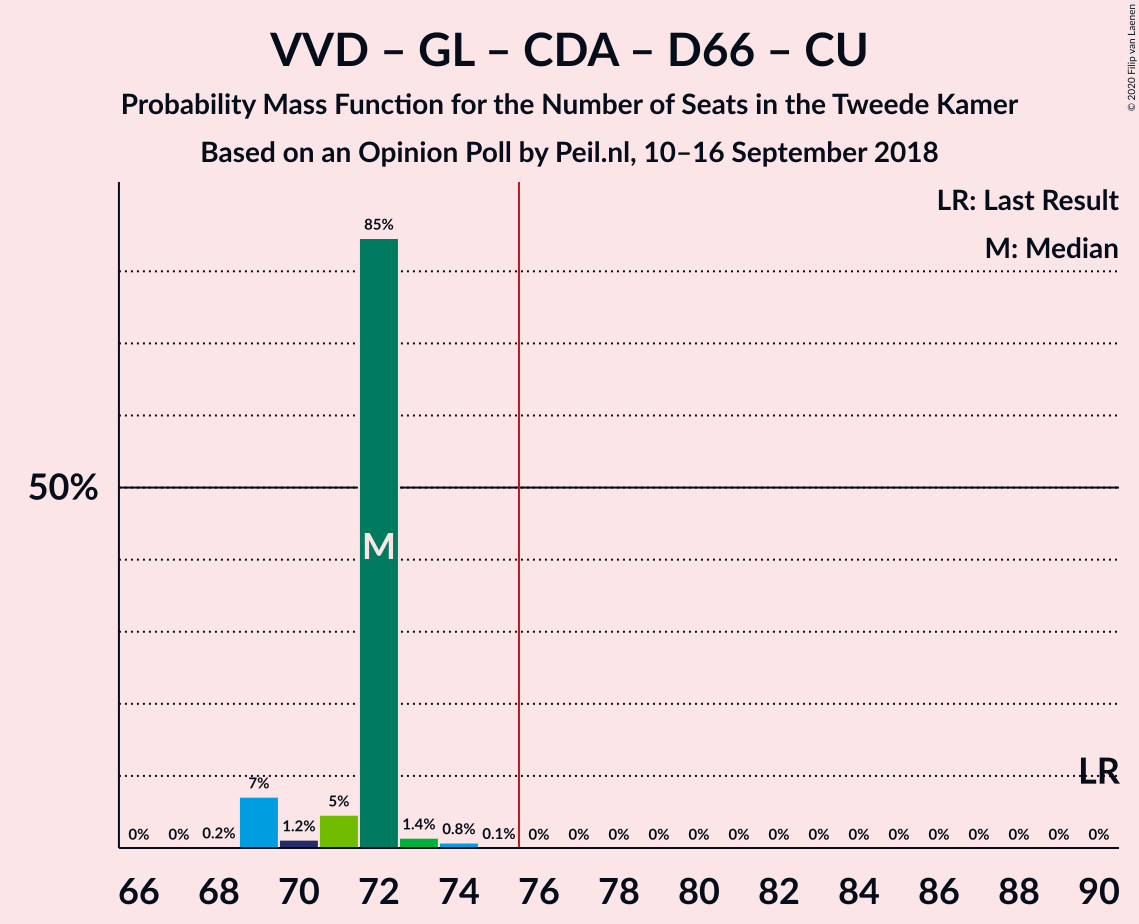 VVD – GL – CDA – D66 – CU
Probability Mass Function for the Number of Seats in the Tweede Kamer
Based on an Opinion Poll by Peil.nl, 10–16 September 2018
© 2020 Filip van Laenen
LR: Last Result
M: Median
85%
50%
M
LR
0% 0% 0.2% 7% 1.2% 5% 1.4% 0.8% 0.1% 0% 0% 0% 0% 0% 0% 0% 0% 0% 0% 0% 0% 0% 0% 0%
66 68 70 72 74 76 78 80 82 84 86 88 90